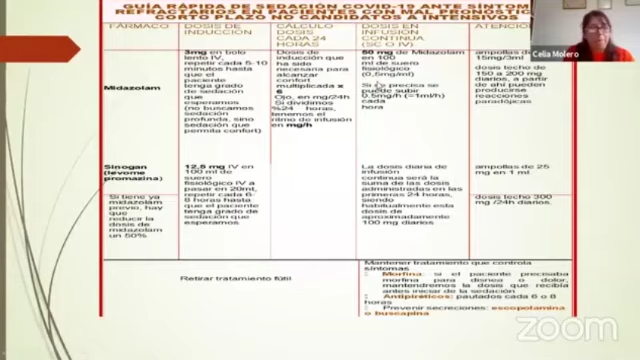 GUÍA RÁPIDA DE SEDACIÓN COVID-19 ANTE SÍNTOM
REFRACTARIOS EN PACIENTES CON MAL PRONÓSTIC
CORTO PLAZO NO CANDIDATOS A INTENSIVOS
FÁRMACO
DOSIS DE
INDUCCIÓN
CÁLCULO
DOSIS
CADA 24
HORAS
DOSIS EN
INFUSIÓN
CONTINUA
(SC O IV)
ATENCIÓ
Midazolam
3mg en bolo
lento IV,
repetir cada 5-10
minutos hasta
que el paciente
tenga grado
de sedación
que
esperamos
(no buscamos
sedación
profunda, sino
sedación que
permita confort)
Dosis de
inducción que
ha sido
necesaria para
alcanzar
confort
multiplicada x
6
Ojo, en mg/24h
Si dividimos
%24 horas,
tenemos el
ritmo de infusión
en mg/h
50 mg de Midazolam
en 100
ml de suero
fisiológico
(0,5mg/ml)
Si se precisa se
puede subir
0,5mg/h (=1ml/h)
cada
hora
ampollas de
15mg/3ml
dosis techo de
150 a 200 mg
diarios, a partir
de ahí pueden
producirse
reacciones
paradójicas
Sinogan
(levome
promazina)
12,5 mg IV en
100 ml de
suero
fisiológico IV a
pasar en 20ml,
repetir cada 6-
8 horas hasta
que el paciente
tenga grado de
sedación que
esperamos
La dosis diaria de
infusión
continua será la
suma de las dosis
administradas en las
primeras 24 horas,
siendo
habitualmente esta
dosis de
aproximadamente
100 mg diarios
ampollas de 25
mg en 1 ml
Si tiene ya
midazolam
previo, hay
que
reducir la
dosis de
midazolam
un 50%
dosis techo 300
mg /24h diarios.
Retirar tratamiento fútil
Mantener tratamiento que controla
síntomas
Morfina: si el paciente precisaba
morfina para disnea o dolor,
mantendremos la dosis que recibía
antes de iniciar la sedación
Antipiréticos: pautados cada 6 o 8
horas
Prevenir secreciones: escopolamina
o buscapina
Celia Molero
zoom